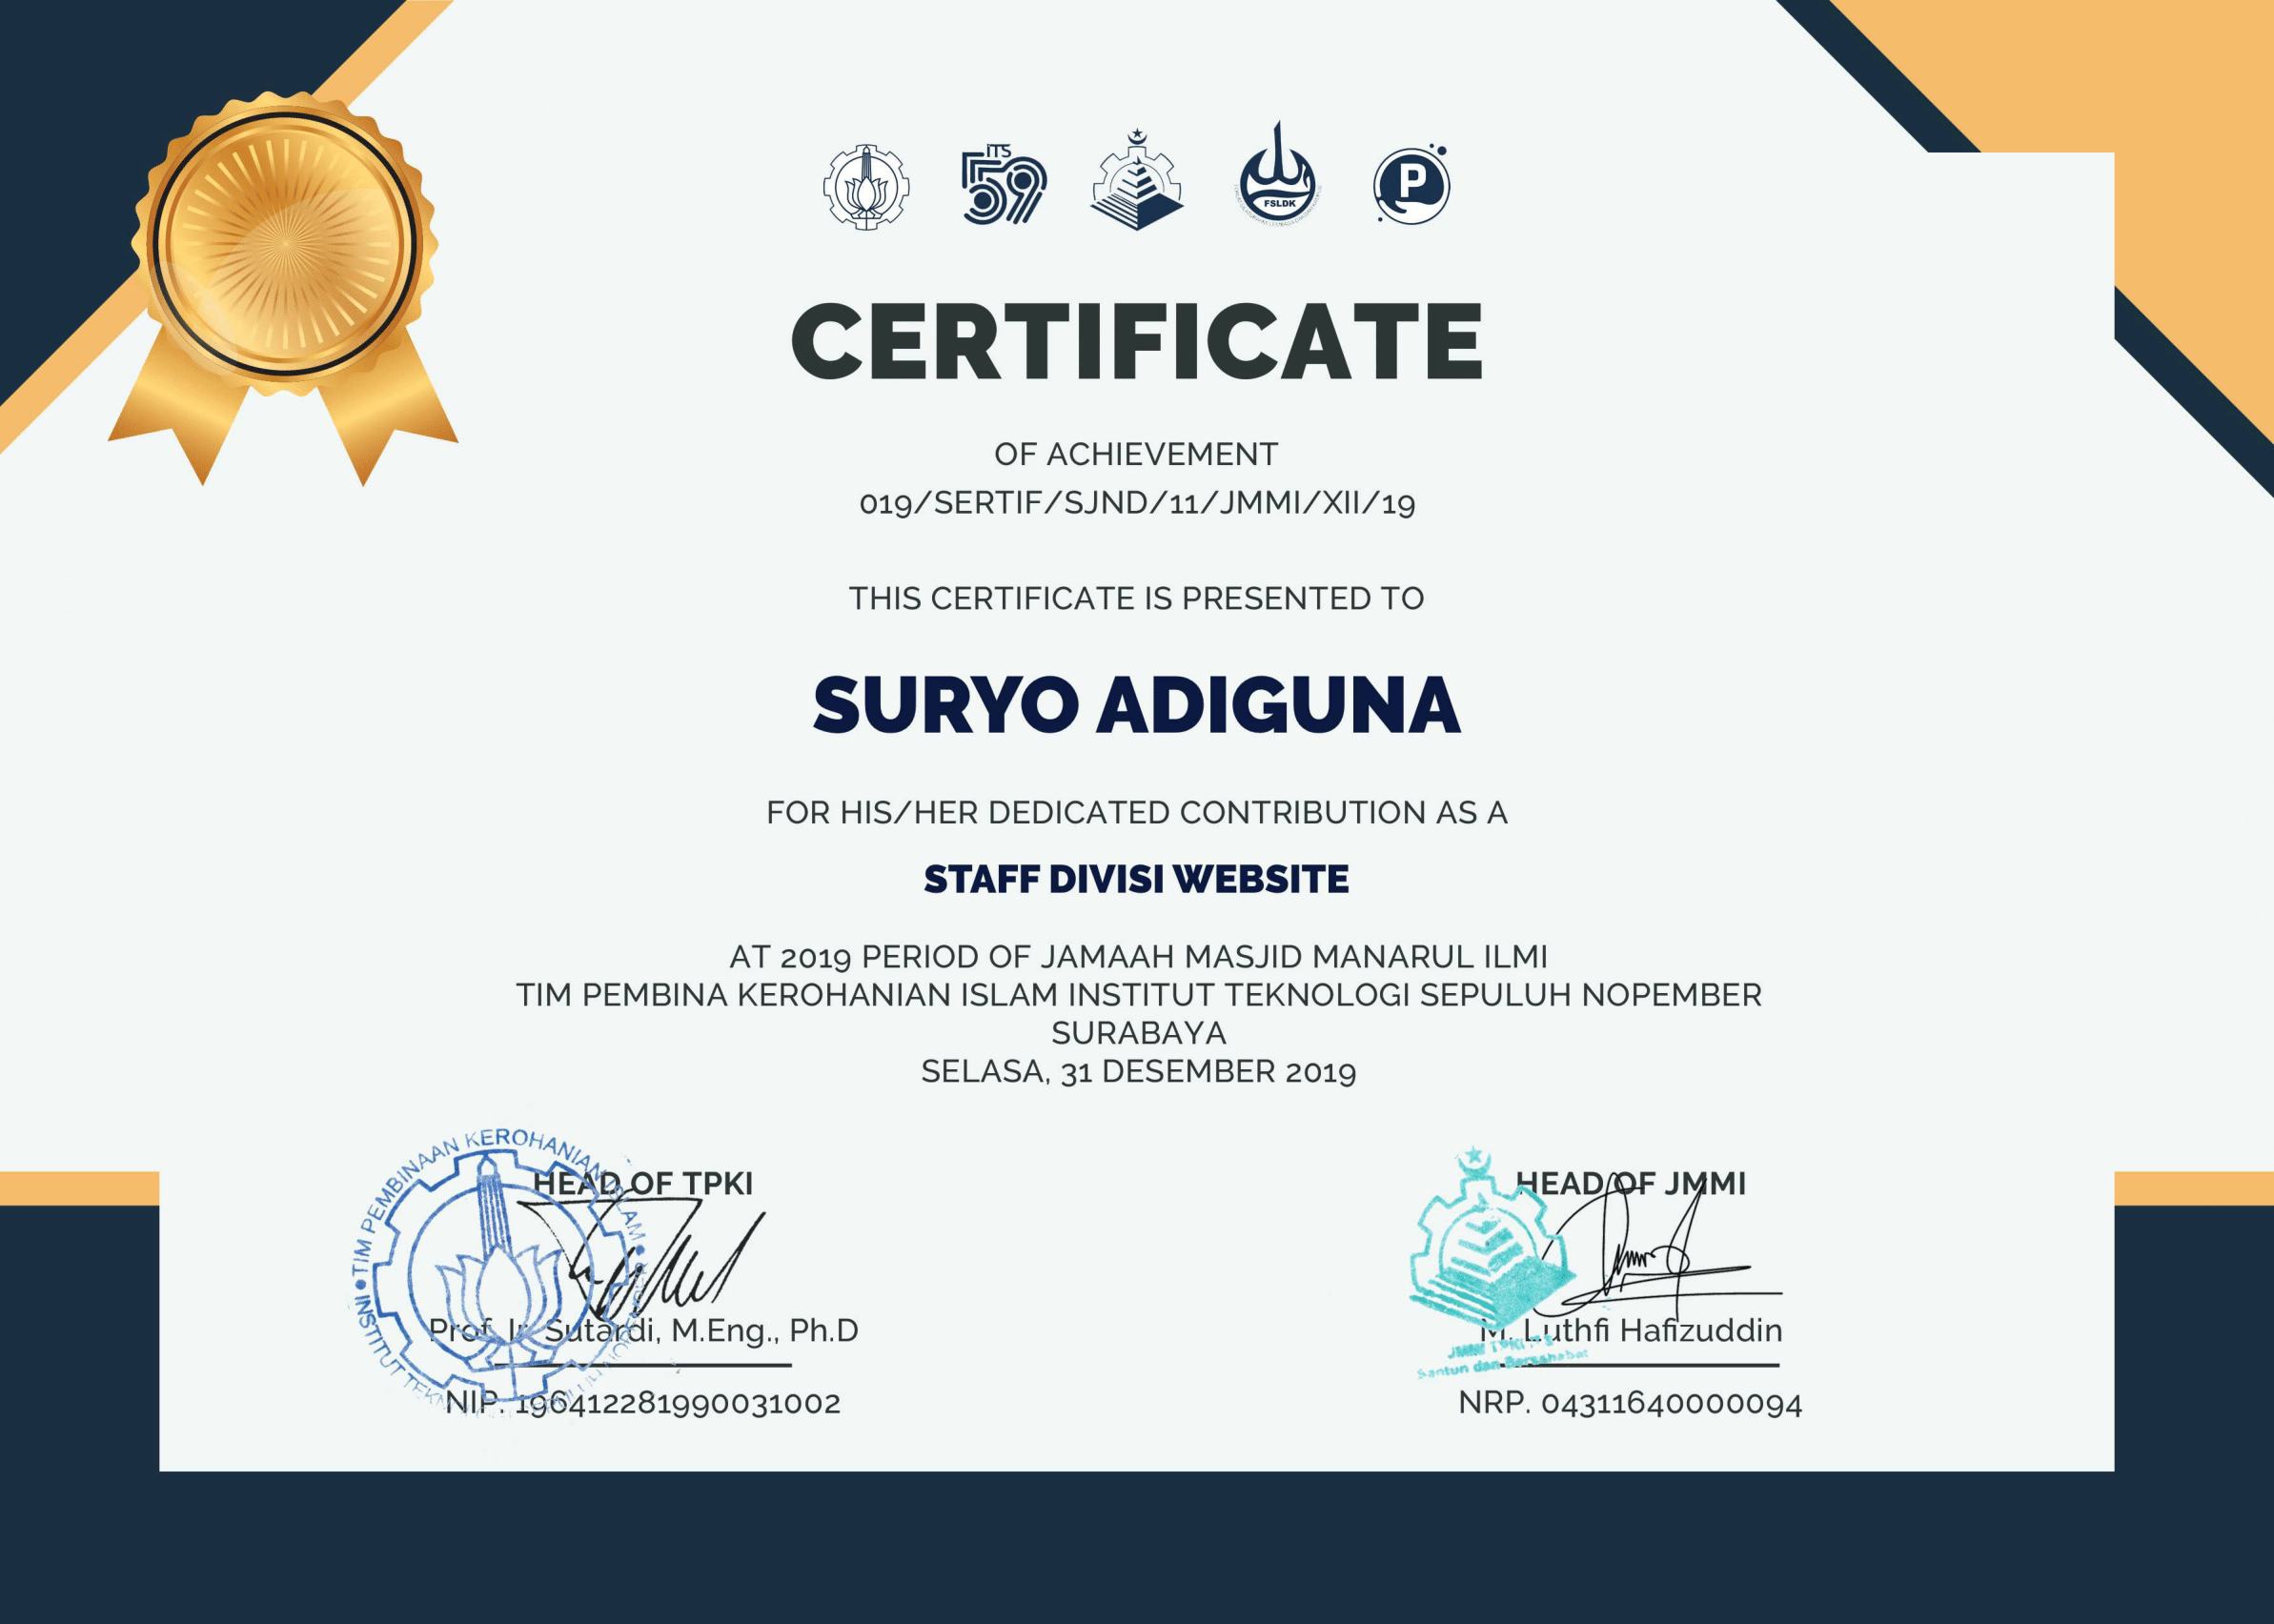 ITS
59
FSLDK
P
CERTIFICATE
OF ACHIEVEMENT
019/SERTIF/SJND/11/JMMI/XII/19
THIS CERTIFICATE IS PRESENTED TO
SURYO ADIGUNA
FOR HIS/HER DEDICATED CONTRIBUTION AS A
STAFF DIVISI WEBSITE
AT 2019 PERIOD OF JAMAAH MASJID MANARUL ILMI
TIM PEMBINA KEROHANIAN ISLAM INSTITUT TEKNOLOGI SEPULUH NOPEMBER
SURABAYA
SELASA, 31 DESEMBER 2019
TIM PEMBINAAN KEROHANIAN ISLAM
INSTITUT
HEAD OF TPKI
Prof. Ir. Sutardi, M.Eng., Ph.D
NIP. 196412281990031002
HEAD OF JMMI
M. Luthfi Hafizuddin
JMMI TPKI ITS
Santun dan Bersahabat
NRP. 04311640000094